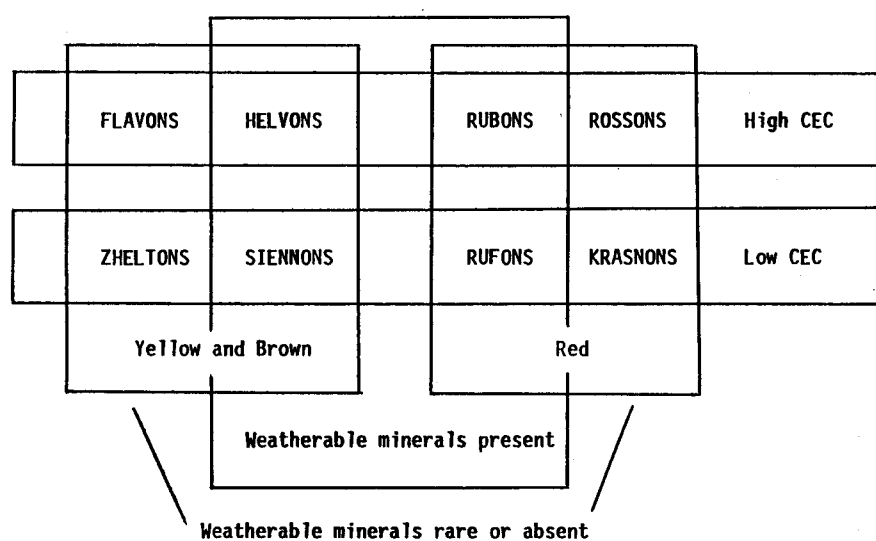 FLAVONS HELVONS RUBONS ROSSONS High CEC
ZHELTONS SIENNONS RUFONS KRASNONS Low CEC
Yellow and Brown Red
Weatherable minerals present
Weatherable minerals rare or absent